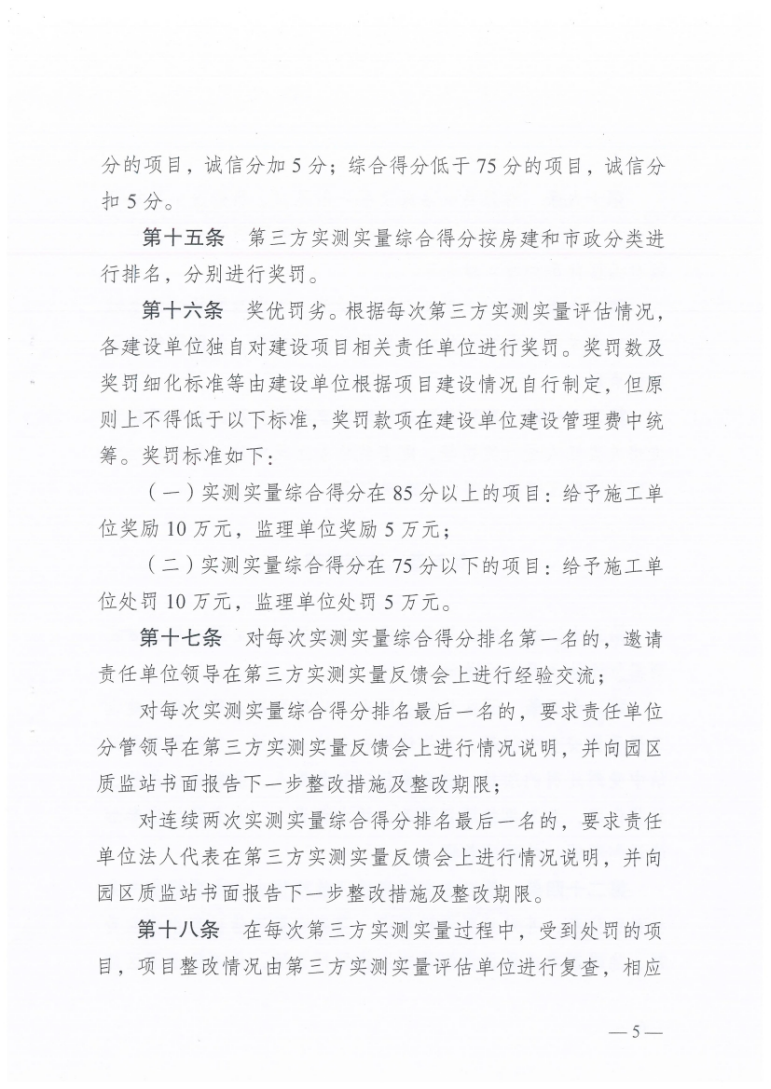 分的项目，诚信分加 5 分；综合得分低于 75 分的项目，诚信分
扣 5 分。
第十五条　第三方实测实量综合得分按房建和市政分类进
行排名，分别进行奖罚。
第十六条　奖优罚劣。根据每次第三方实测实量评估情况，
各建设单位独自对建设项目相关责任单位进行奖罚。奖罚数及
奖罚细化标准等由建设单位根据项目建设情况自行制定，但原
则上不得低于以下标准，奖罚款项在建设单位建设管理费中统
筹。奖罚标准如下：
（一）实测实量综合得分在 85 分以上的项目：给予施工单
位奖励 10 万元，监理单位奖励 5 万元；
（二）实测实量综合得分在 75 分以下的项目：给予施工单
位处罚 10 万元，监理单位处罚 5 万元。
第十七条　对每次实测实量综合得分排名第一名的，邀请
责任单位领导在第三方实测实量反馈会上进行经验交流；
对每次实测实量综合得分排名最后一名的，要求责任单位
分管领导在第三方实测实量反馈会上进行情况说明，并向园区
质监站书面报告下一步整改措施及整改期限；
对连续两次实测实量综合得分排名最后一名的，要求责任
单位法人代表在第三方实测实量反馈会上进行情况说明，并向
园区质监站书面报告下一步整改措施及整改期限。
第十八条　在每次第三方实测实量过程中，受到处罚的项
目，项目整改情况由第三方实测实量评估单位进行复查，相应
— 5 —